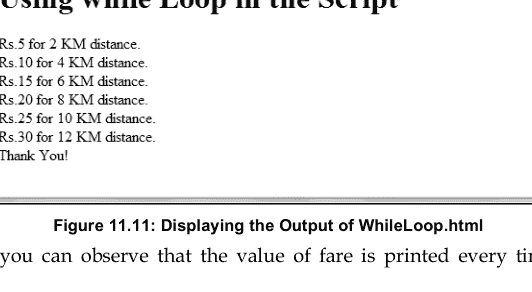 Using While Loop in the Script
Rs.5 for 2 KM distance.
Rs.10 for 4 KM distance.
Rs.15 for 6 KM distance.
Rs.20 for 8 KM distance.
Rs.25 for 10 KM distance.
Rs.30 for 12 KM distance.
Thank You!
Figure 11.11: Displaying the Output of WhileLoop.html
you can observe that the value of fare is printed every